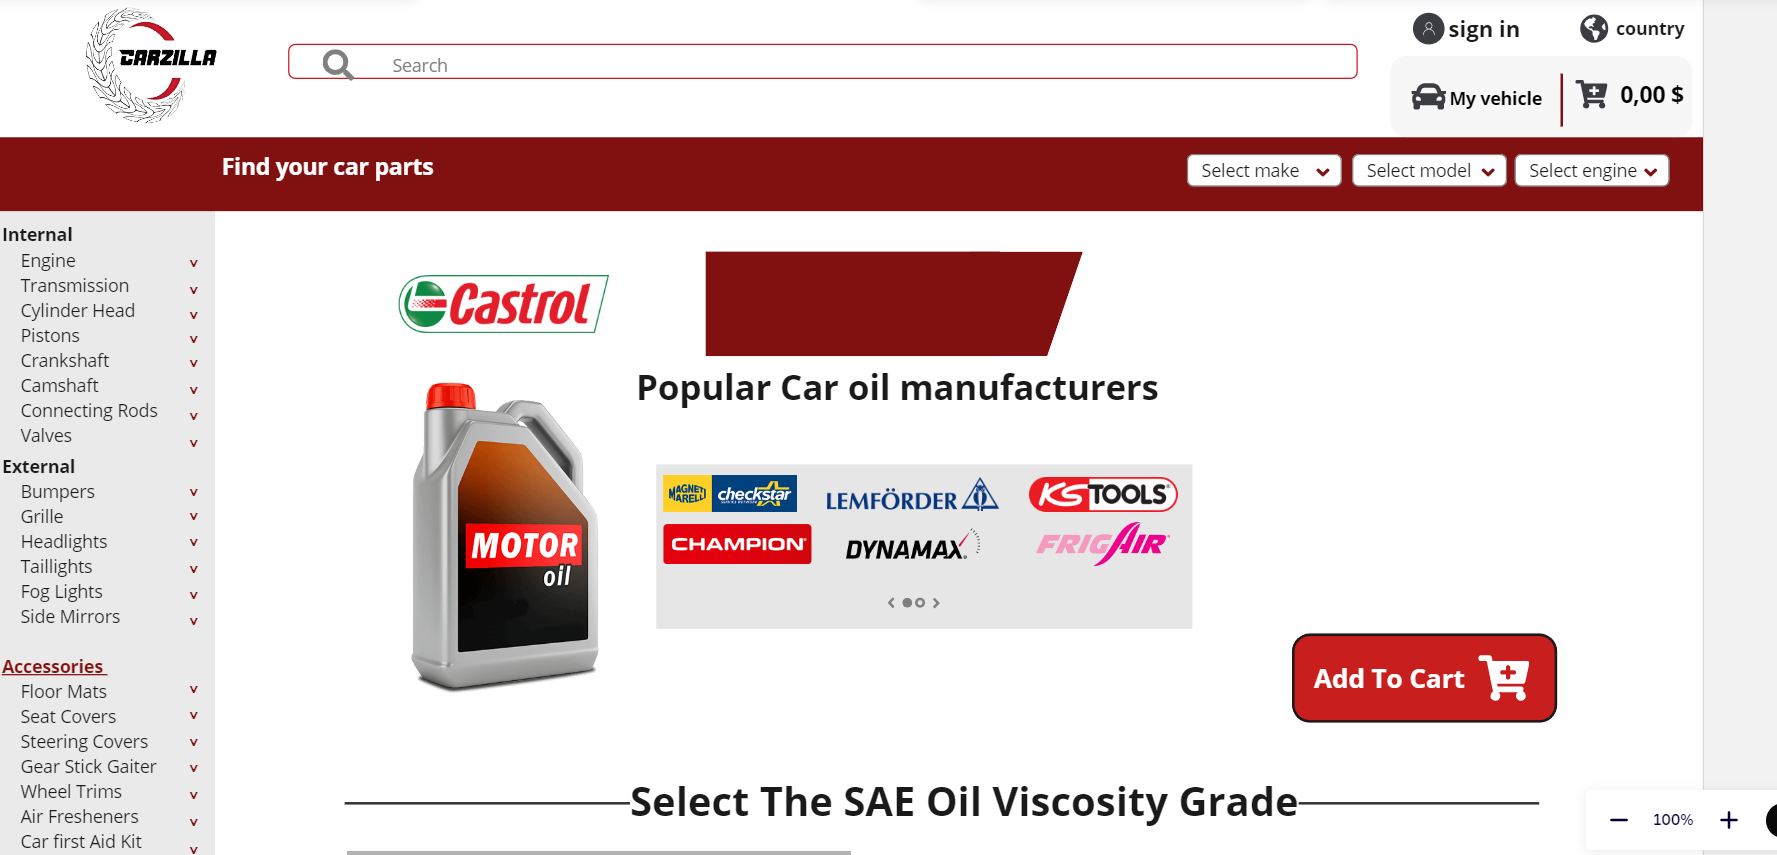 CARZILLA
Search
sign in
country
My vehicle
0,00 $
Find your car parts
Select make
Select model
Select engine
Internal
Engine
Transmission
Cylinder Head
Pistons
Crankshaft
Camshaft
Connecting Rods
Valves
External
Bumpers
Grille
Headlights
Taillights
Fog Lights
Side Mirrors
Accessories
Floor Mats
Seat Covers
Steering Covers
Gear Stick Gaiter
Wheel Trims
Air Fresheners
Car first Aid Kit
Castrol
MOTOR
oil
Popular Car oil manufacturers
MAGNETI
MARELLI
checkstar
SERVICE NETWORK
LEMFÖRDER
KS TOOLS
CHAMPION
DYNAMAX
FRIGAIR
Add To Cart
Select The SAE Oil Viscosity Grade
100%